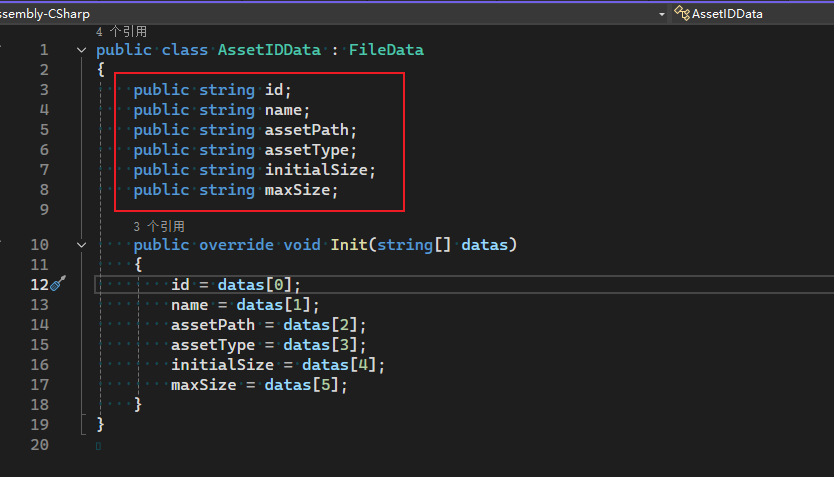 ssembly-CSharp
AssetIDData
4 个引用
1 public class AssetIDData : FileData
2 {
3 public string id;
4 public string name;
5 public string assetPath;
6 public string assetType;
7 public string initialSize;
8 public string maxSize;
9
3 个引用
10 public override void Init(string[] datas)
11 {
12 id = datas[0];
13 name = datas[1];
14 assetPath = datas[2];
15 assetType = datas[3];
16 initialSize = datas[4];
17 maxSize = datas[5];
18 }
19 }
20